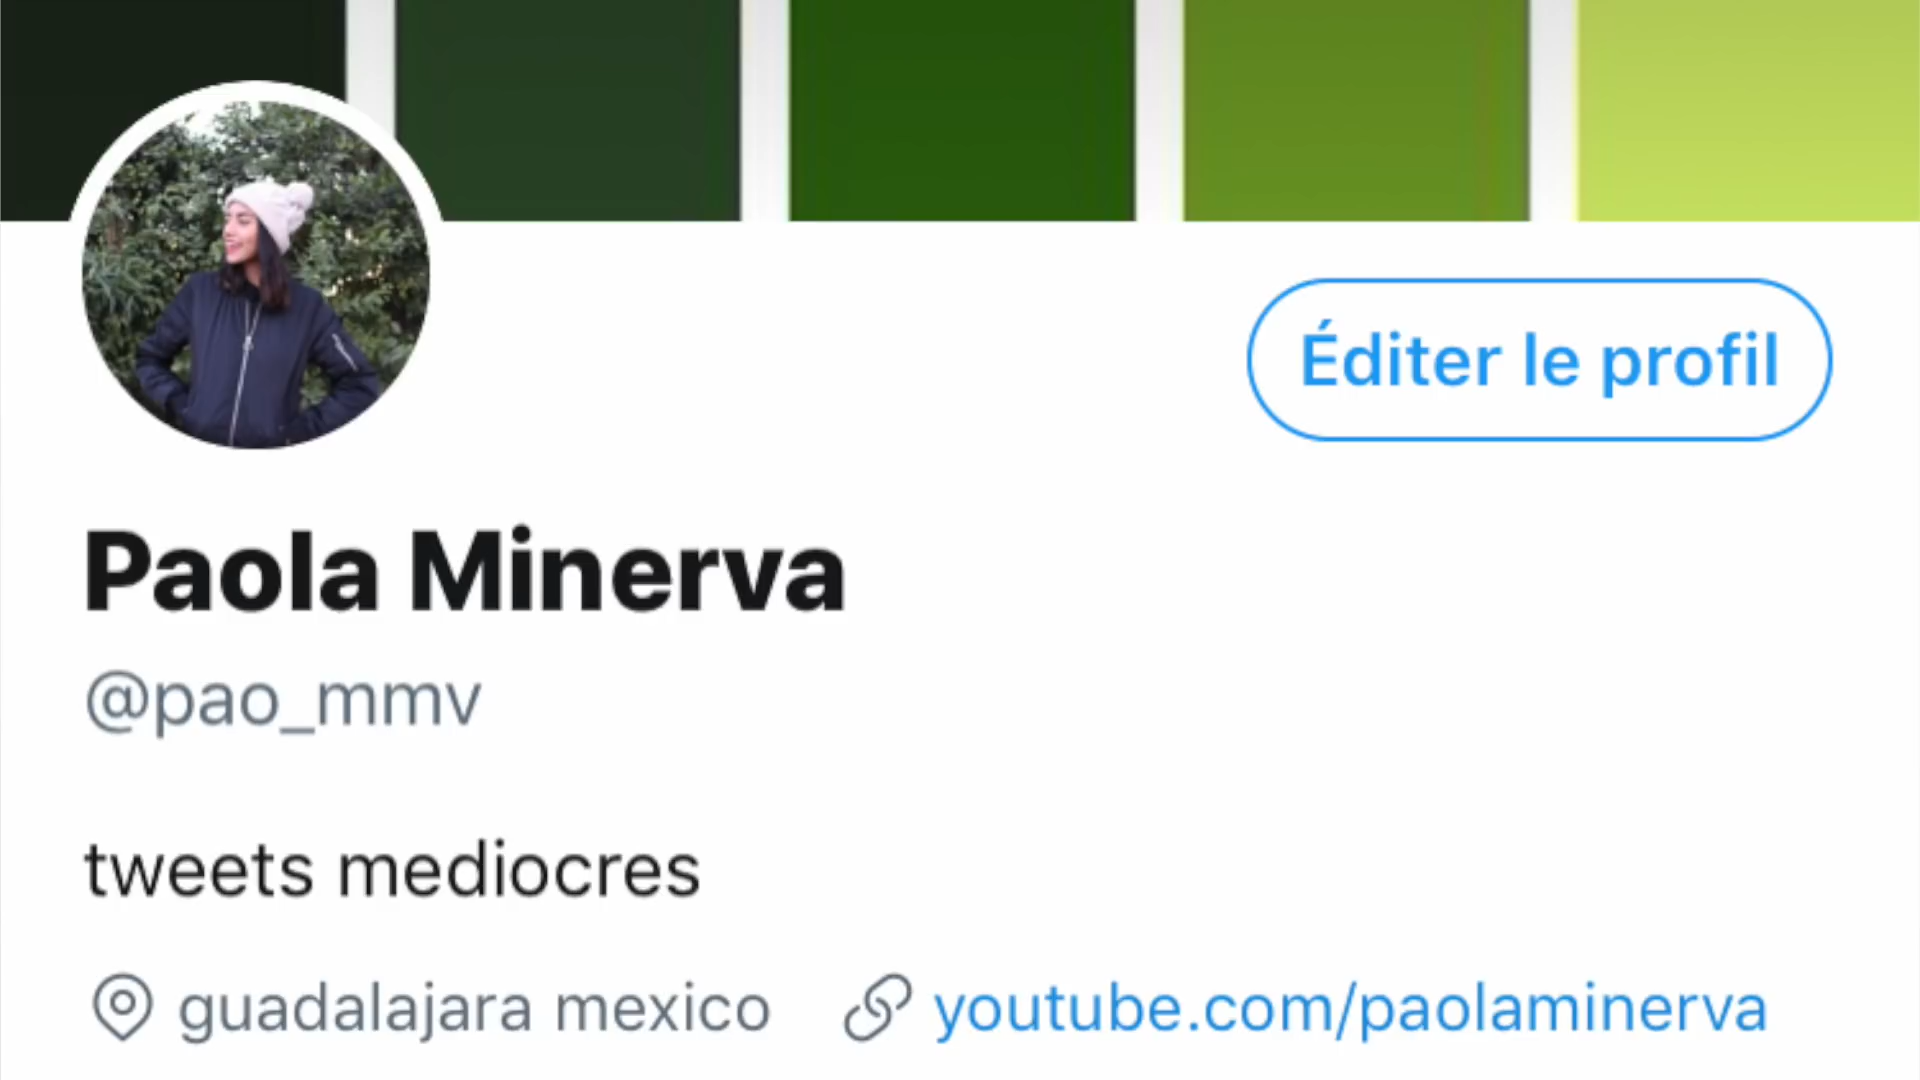 Éditer le profil
Paola Minerva
@pao_mmv
tweets mediocres
guadalajara mexico youtube.com/paolaminerva